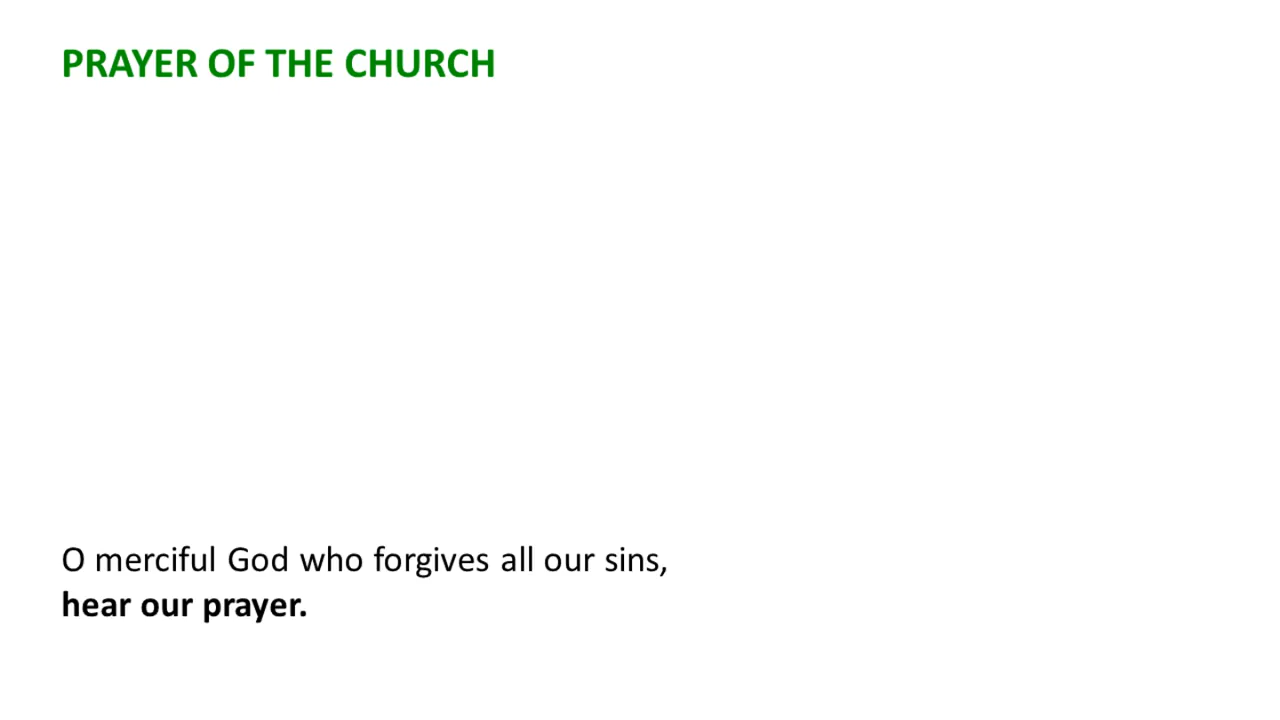 PRAYER OF THE CHURCH
O merciful God who forgives all our sins,
hear our prayer.